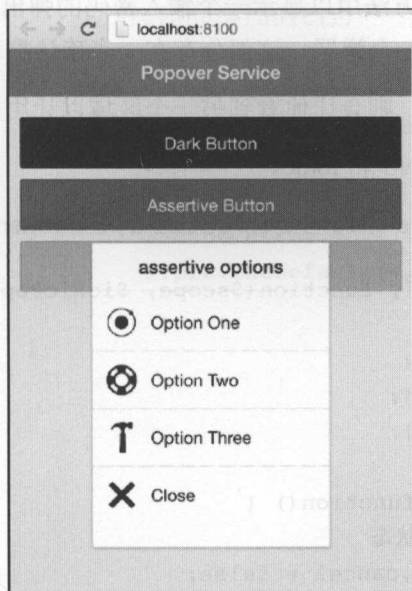 localhost:8100
Popover Service
Dark Button
Assertive Button
assertive options
Option One
Option Two
Option Three
Close